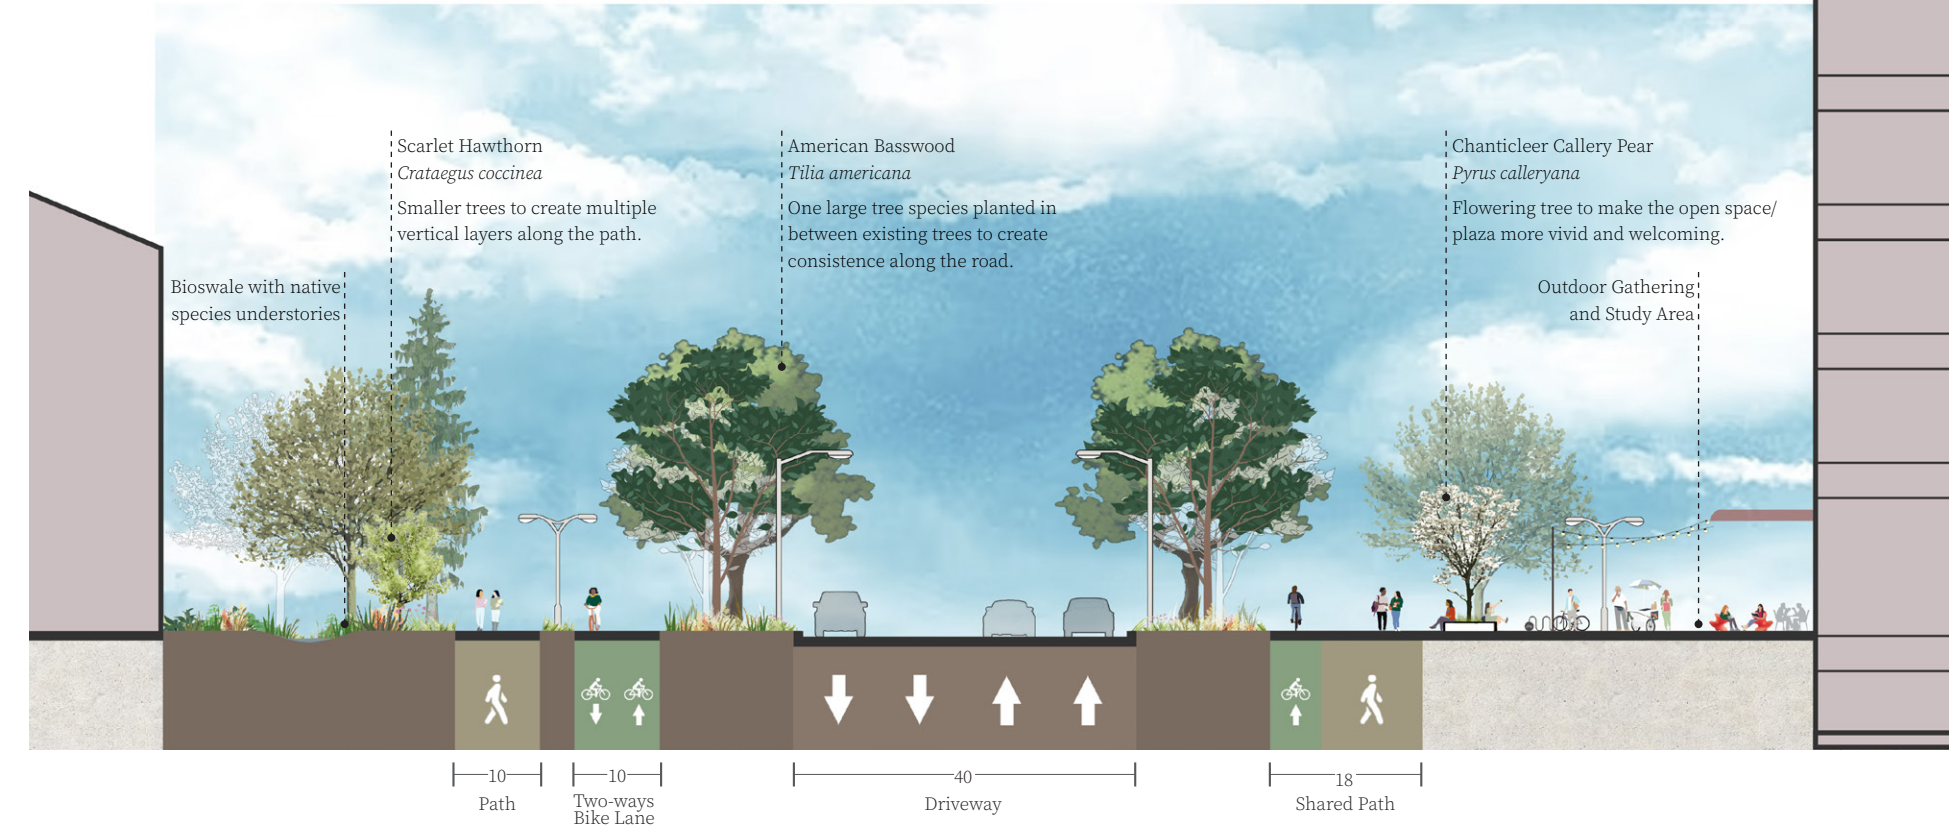 Scarlet Hawthorn
Crataegus coccinea
Smaller trees to create multiple
vertical layers along the path.
American Basswood
Tilia americana
One large tree species planted in
between existing trees to create
consistence along the road.
Chanticleer Callery Pear
Pyrus calleryana
Flowering tree to make the open space/
plaza more vivid and welcoming.
Bioswale with native
species understories
Outdoor Gathering
and Study Area
10
Path
10
Two-ways
Bike Lane
40
Driveway
18
Shared Path